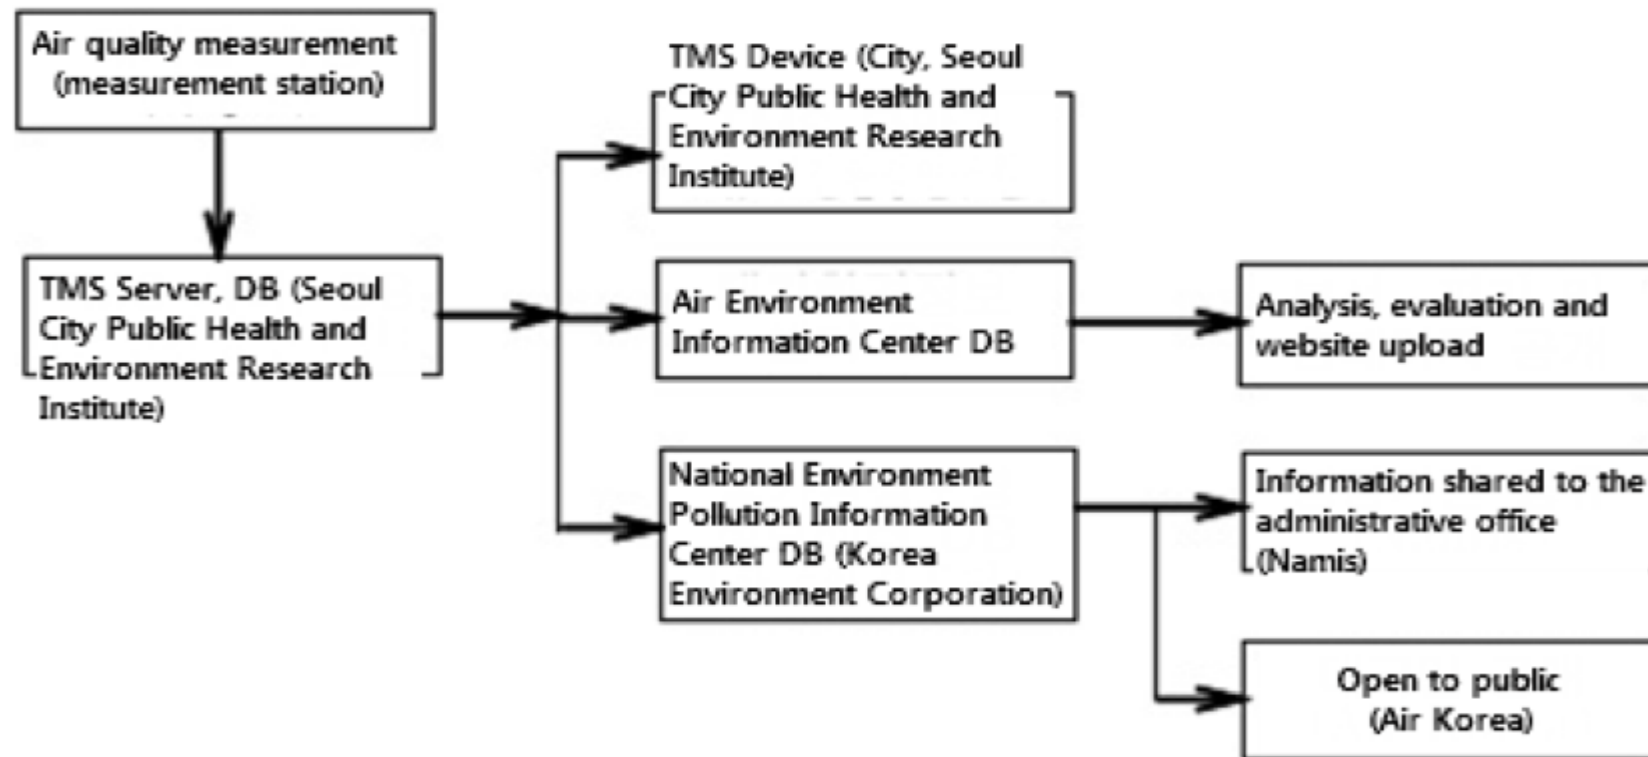 Air quality measurement
(measurement station)
TMS Server, DB (Seoul
City Public Health and
Environment Research
Institute)
TMS Device (City, Seoul
City Public Health and
Environment Research
Institute)
Air Environment
Information Center DB
Analysis, evaluation and
website upload
National Environment
Pollution Information
Center DB (Korea
Environment Corporation)
Information shared to the
administrative office
(Namis)
Open to public
(Air Korea)